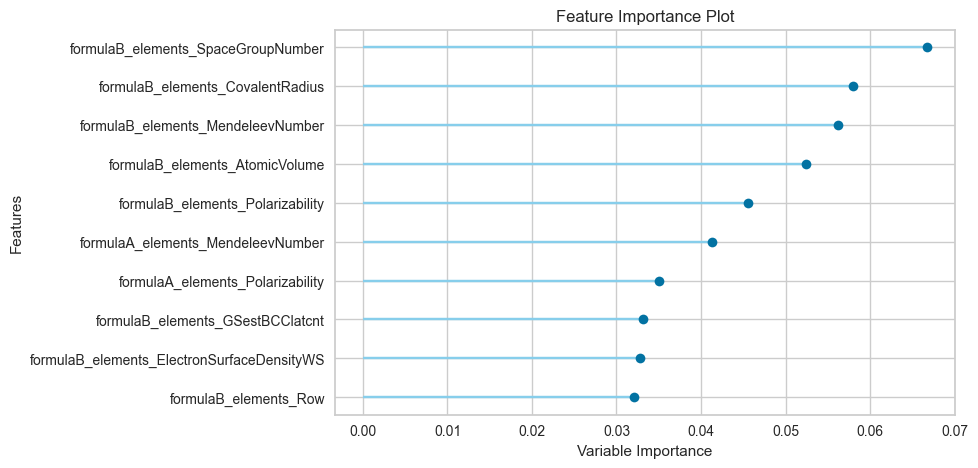 Feature Importance Plot
formulaB_elements_SpaceGroupNumber
formulaB_elements_CovalentRadius
formulaB_elements_MendeleevNumber
formulaB_elements_AtomicVolume
formulaB_elements_Polarizability
formulaA_elements_MendeleevNumber
formulaA_elements_Polarizability
formulaB_elements_GSestBCClatcnt
formulaB_elements_ElectronSurfaceDensityWS
formulaB_elements_Row
Features
0.00 0.01 0.02 0.03 0.04 0.05 0.06 0.07
Variable Importance